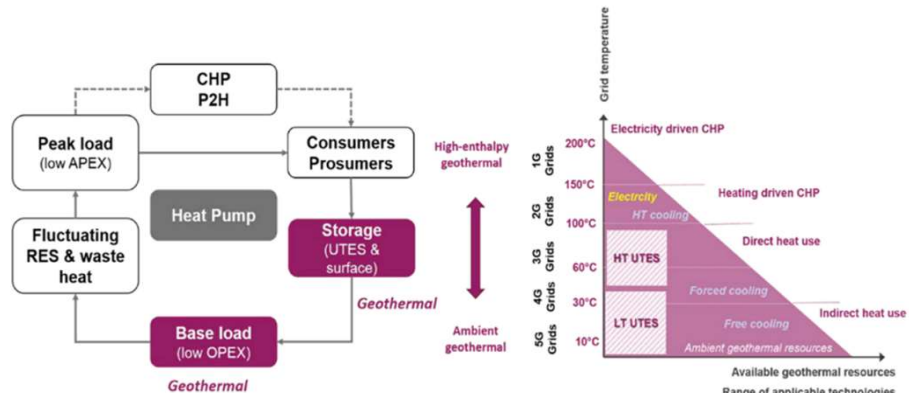 CHP
P2H
Peak load
(low APEX)
Consumers
Prosumers
Heat Pump
Fluctuating
RES & waste
heat
Storage
(UTES &
surface)
Geothermal
Base load
(low OPEX)
Geothermal
High-enthalpy
geothermal
Ambient
geothermal
Grid temperature
1G
Grids
2G
Grids
3G
Grids
4G
Grids
5G
Grids
200°C
150°C
100°C
60°C
30°C
10°C
Electricity driven CHP
Heating driven CHP
Direct heat use
Indirect heat use
Electrcity
HT cooling
HT UTES
Forced cooling
LT UTES
Free cooling
Ambient geothermal resources
Available geothermal resources
Range of applicable technologies